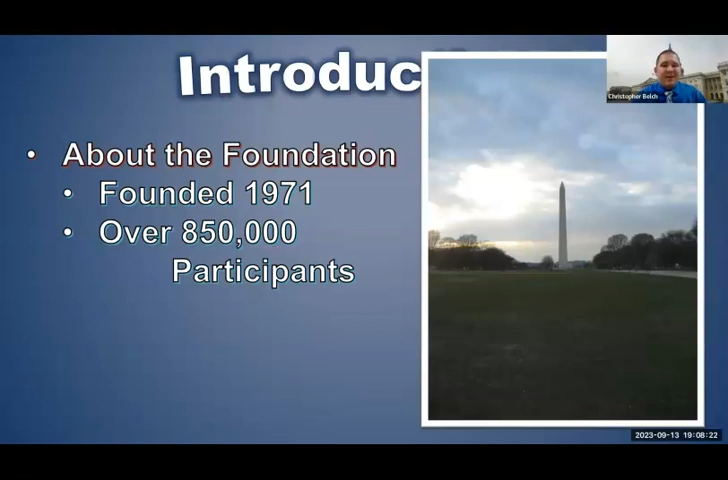 Introduc
Christopher Belch
• About the Foundation
• Founded 1971
• Over 850,000
Participants
2023-09-13 19:08:22